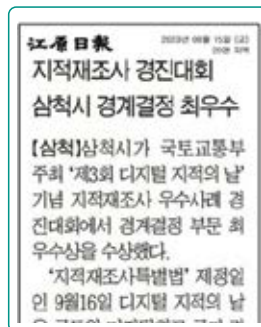 江原日報
지적재조사 경진대회
삼척시 경계결정 최우수
【삼척】삼척시가 국토교통부
주최 '제3회 디지털 지적의 날'
기념 지적재조사 우수사례 경
진대회에서 경계결정 부문 최
우수상을 수상했다.
'지적재조사특별법' 제정일
인 9월16일 디지털 지적의 날